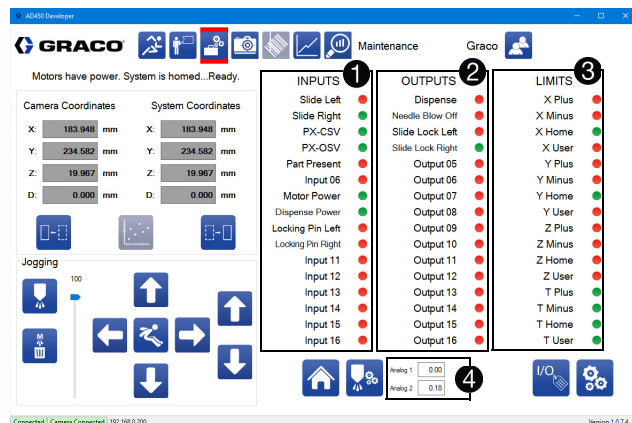 AD450 Developer
GRACO
Maintenance
Graco
Motors have power. System is homed...Ready.
Camera Coordinates
System Coordinates
X: 183.948 mm
X: 183.948 mm
Y: 234.582 mm
Y: 234.582 mm
Z: 19.967 mm
Z: 19.967 mm
D: 0.000 mm
D: 0.000 mm
Jogging
100
M
1
INPUTS
Slide Left
Slide Right
PX-CSV
PX-OSV
Part Present
Input 06
Motor Power
Dispense Power
Locking Pin Left
Locking Pin Right
Input 11
Input 12
Input 13
Input 14
Input 15
Input 16
2
OUTPUTS
Dispense
Needle Blow Off
Slide Lock Left
Slide Lock Right
Output 05
Output 06
Output 07
Output 08
Output 09
Output 10
Output 11
Output 12
Output 13
Output 14
Output 15
Output 16
3
LIMITS
X Plus
X Minus
X Home
X User
Y Plus
Y Minus
Y Home
Y User
Z Plus
Z Minus
Z Home
Z User
T Plus
T Minus
T Home
T User
Analog 1 0.00
Analog 2 0.18
4
I/O
Connected Camera Connected 192.168.0.200
Version 1.0.7.4